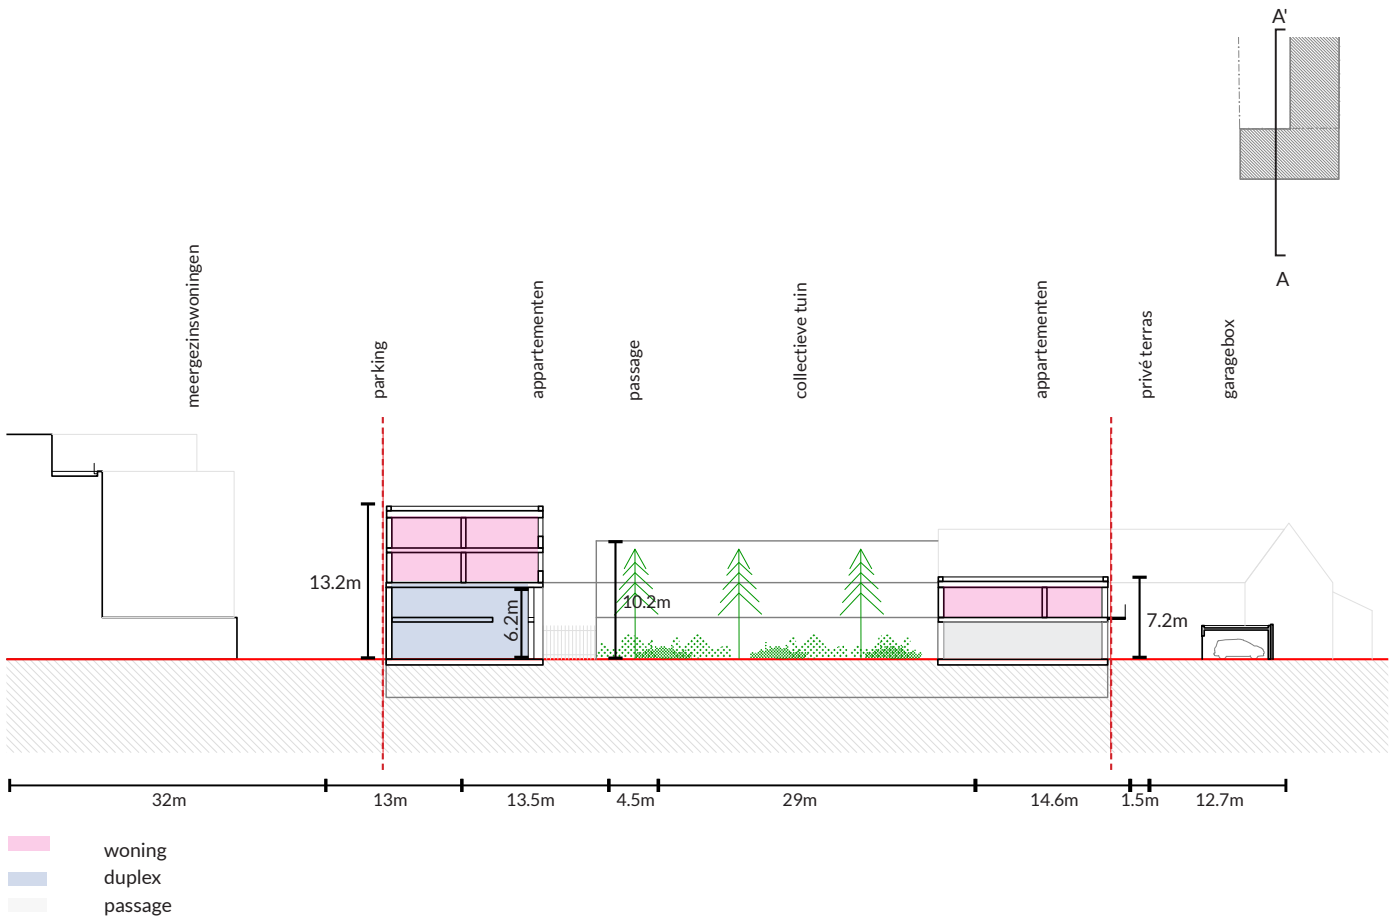 A'
A
meergezinswoningen
parking
appartementen
passage
collectieve tuin
appartementen
privé terras
garagebox
13.2m
6.2m
10.2m
7.2m
32m
13m
13.5m
4.5m
29m
14.6m
1.5m
12.7m
woning
duplex
passage